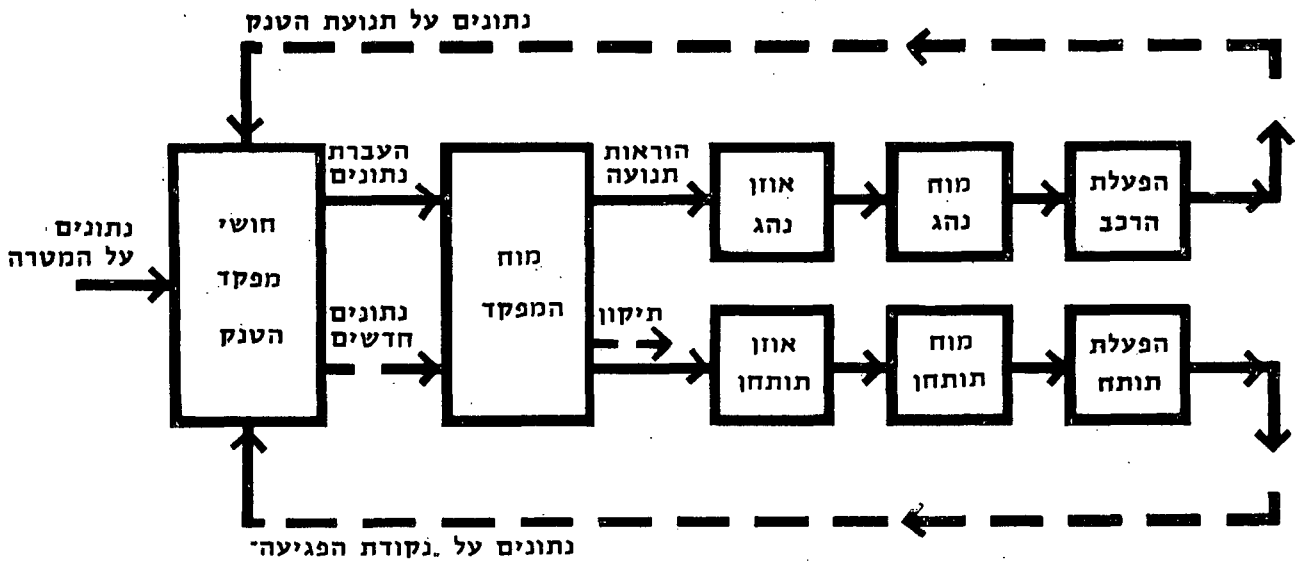 נתונים על תנועת הטנק
נתונים
על המטרה
חושי
מפקד
הטנק
העברת
נתונים
נתונים
חדשים
מוח
המפקד
הוראות
תנועה
תיקון
אוזן
נהג
מוח
נהג
הפעלת
הרכב
אוזן
תותחן
מוח
תותחן
הפעלת
תותח
נתונים על „נקודת הפגיעה"